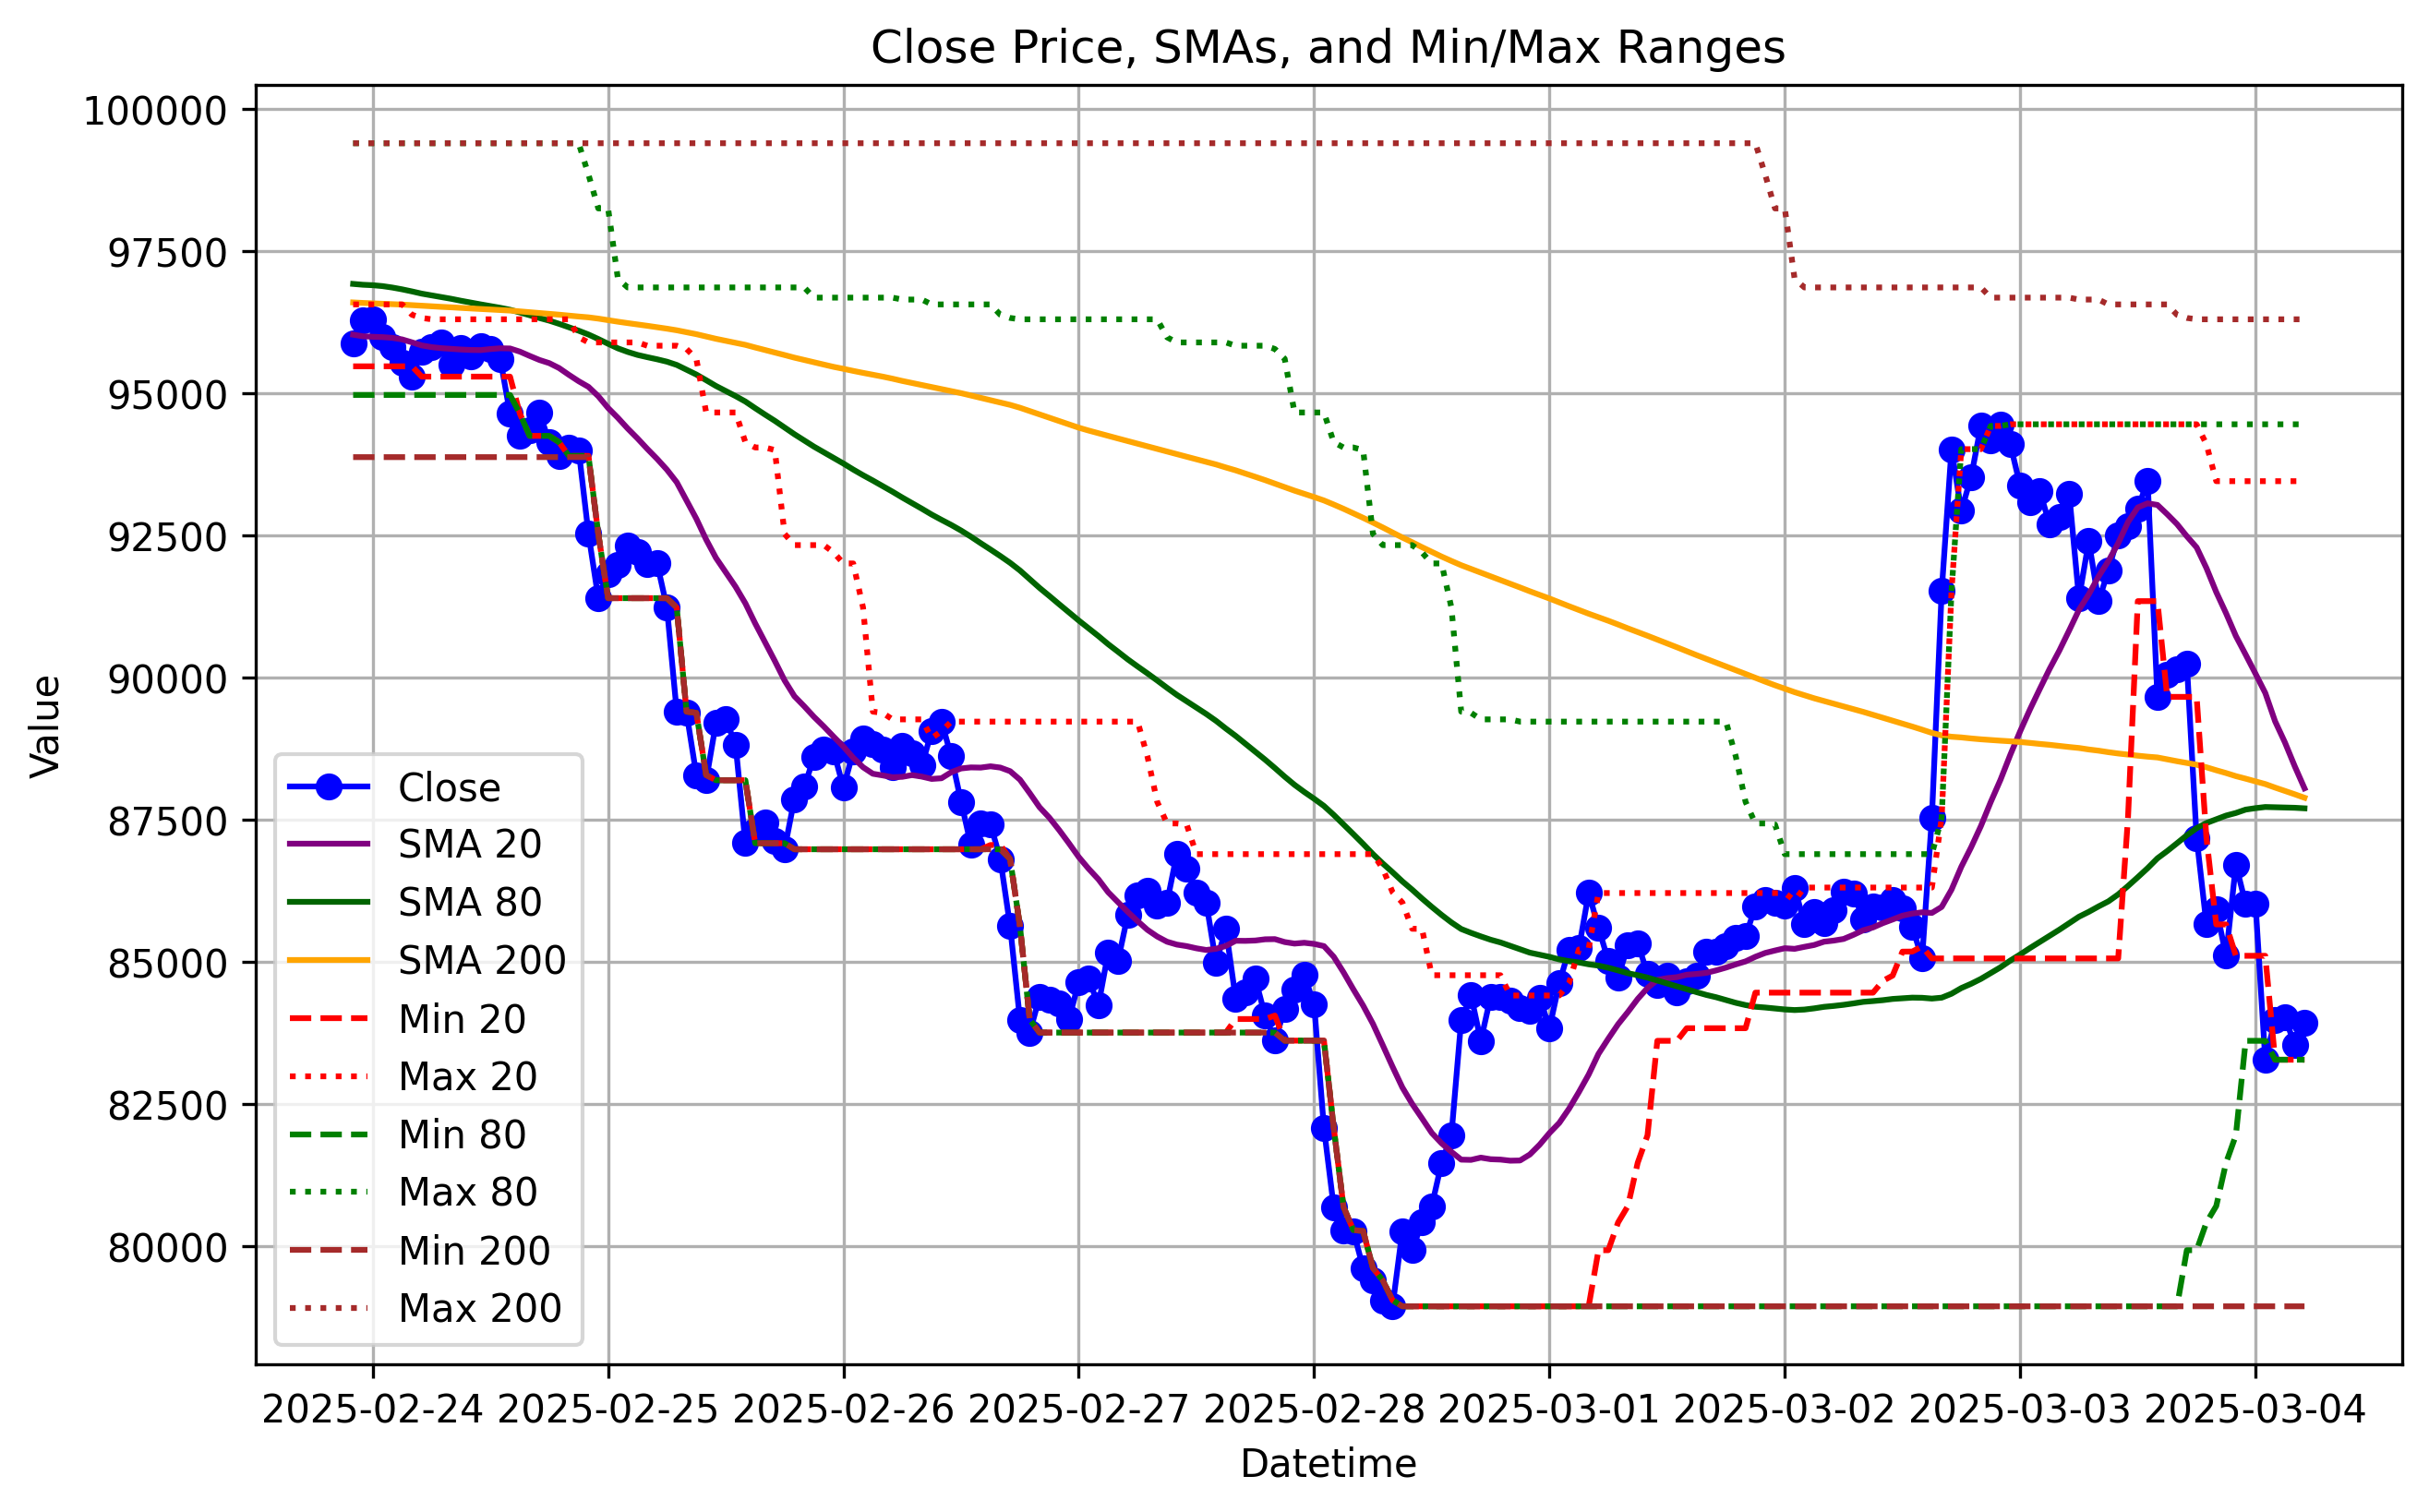 Close Price, SMAs, and Min/Max Ranges
100000
97500
95000
92500
90000
87500
85000
82500
80000
Value
Close
SMA 20
SMA 80
SMA 200
Min 20
Max 20
Min 80
Max 80
Min 200
Max 200
2025-02-24 2025-02-25 2025-02-26 2025-02-27 2025-02-28 2025-03-01 2025-03-02 2025-03-03 2025-03-04
Datetime